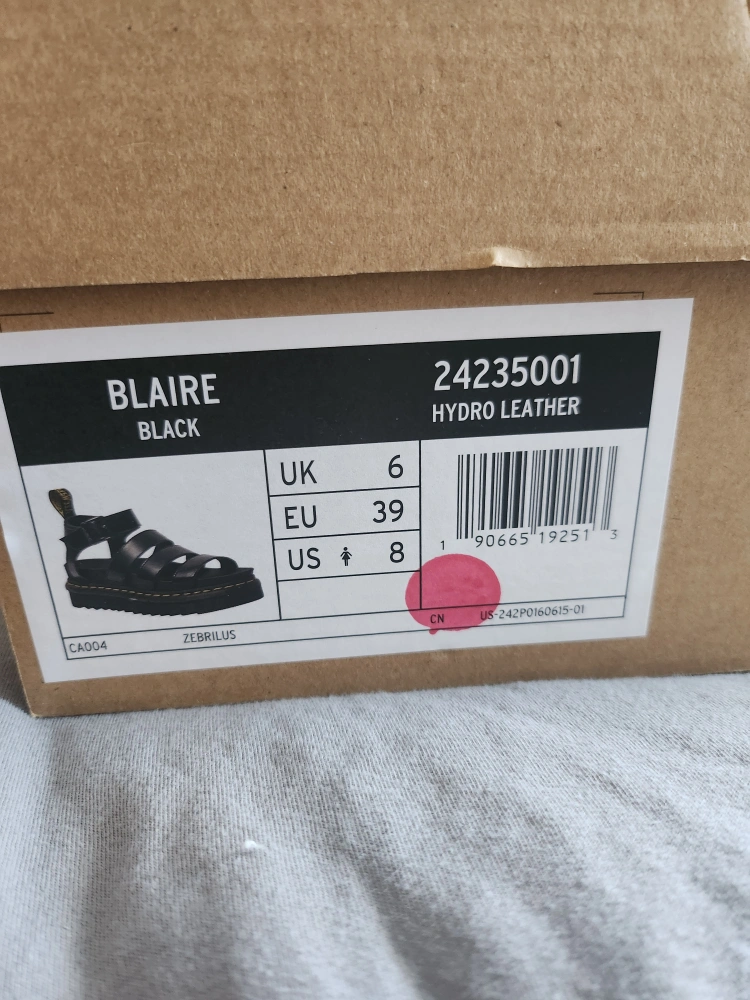 BLAIRE
BLACK
24235001
HYDRO LEATHER
UK 6
EU 39
US 8
1 90665 19251 3
CA004 ZEBRILUS CN US-242P0160615-01